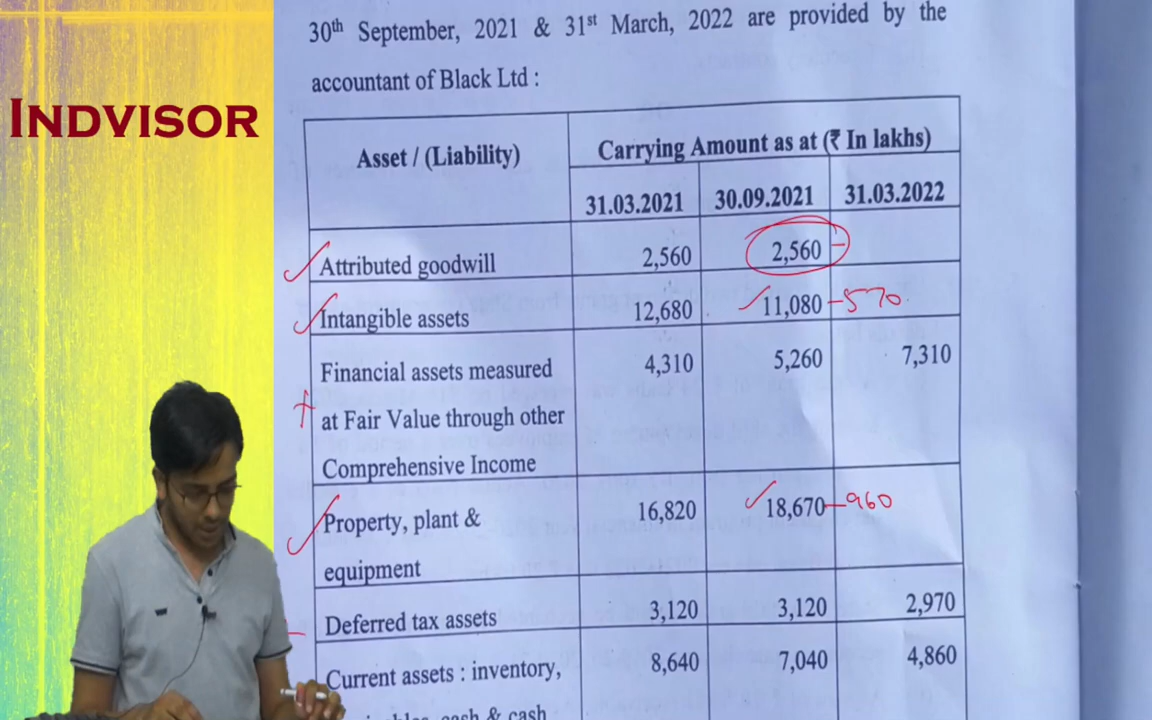 INDVISOR
30th September, 2021 & 31st March, 2022 are provided by the
accountant of Black Ltd :
Asset / (Liability)
Carrying Amount as at (₹ In lakhs)
31.03.2021 30.09.2021 31.03.2022
Attributed goodwill 2,560 2,560 -
Intangible assets 12,680 11,080 -570
Financial assets measured 4,310 5,260 7,310
at Fair Value through other
Comprehensive Income
Property, plant & 16,820 18,670 -960
equipment
Deferred tax assets 3,120 3,120 2,970
Current assets : inventory, 8,640 7,040 4,860
cash & cash